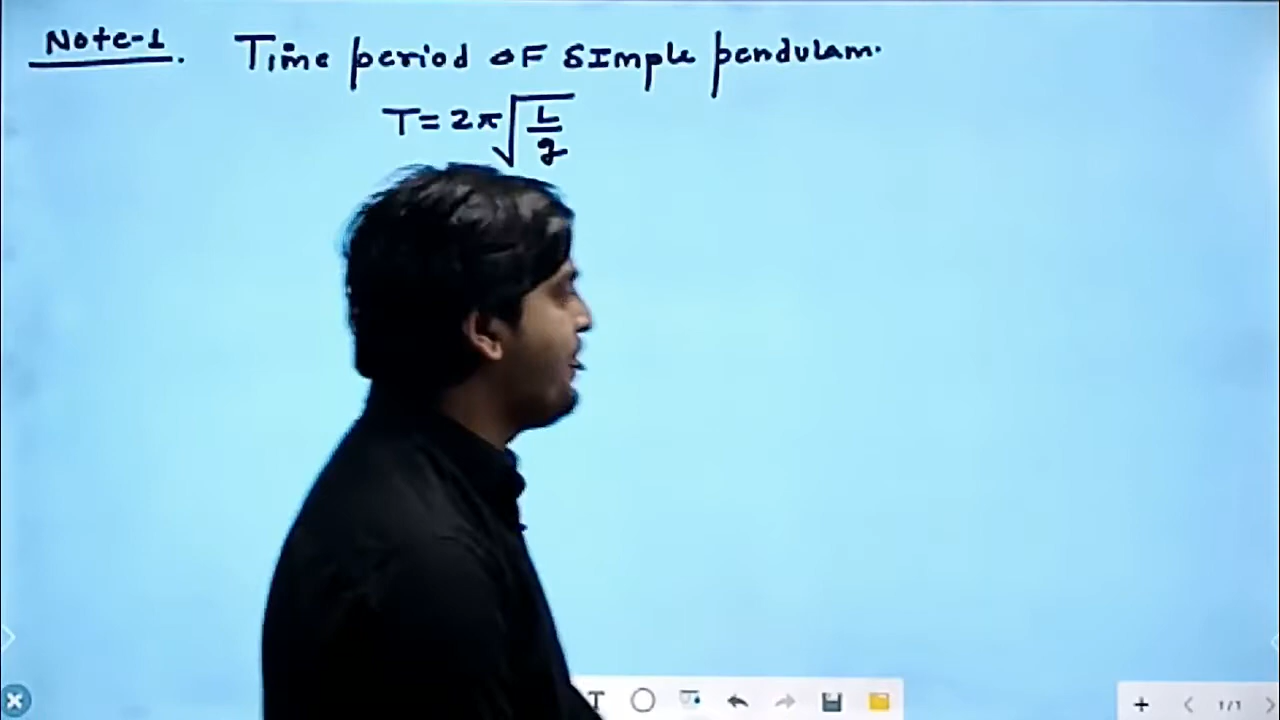 Note-1. Time period OF SImple pendulam.
T = 2π√(L/g)
T
1/1